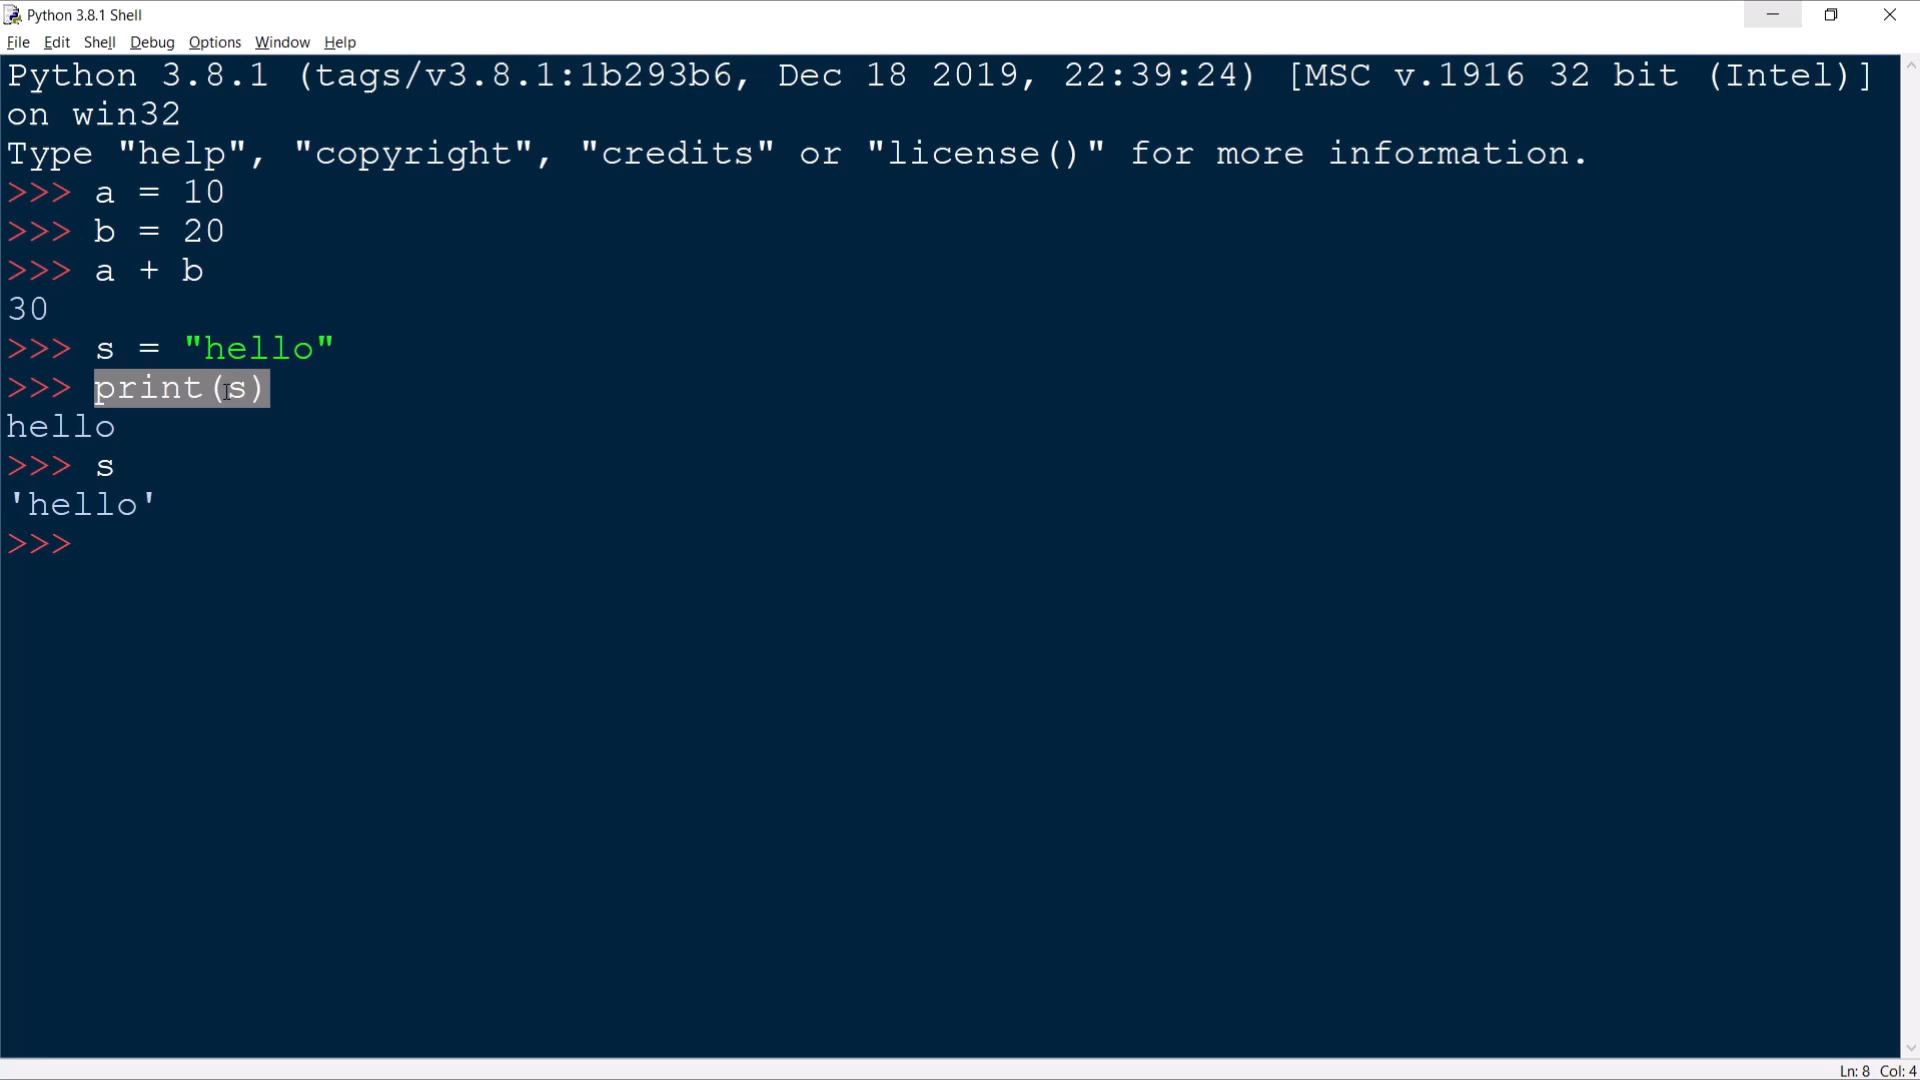 Python 3.8.1 Shell
File Edit Shell Debug Options Window Help
Python 3.8.1 (tags/v3.8.1:1b293b6, Dec 18 2019, 22:39:24) [MSC v.1916 32 bit (Intel)]
on win32
Type "help", "copyright", "credits" or "license()" for more information.
>>> a = 10
>>> b = 20
>>> a + b
30
>>> s = "hello"
>>> print(s)
hello
>>> s
'hello'
>>>
Ln: 8 Col: 4